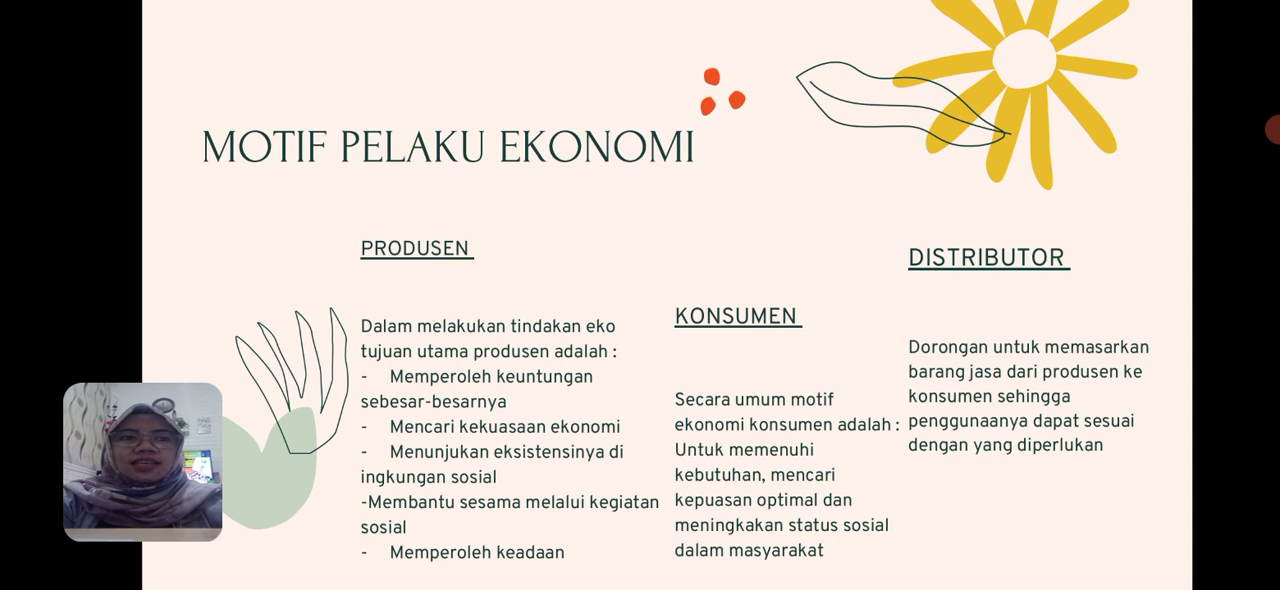 MOTIF PELAKU EKONOMI
PRODUSEN
Dalam melakukan tindakan eko
tujuan utama produsen adalah :
- Memperoleh keuntungan
sebesar-besarnya
- Mencari kekuasaan ekonomi
- Menunjukan eksistensinya di
ingkungan sosial
-Membantu sesama melalui kegiatan
sosial
- Memperoleh keadaan
KONSUMEN
Secara umum motif
ekonomi konsumen adalah :
Untuk memenuhi
kebutuhan, mencari
kepuasan optimal dan
meningkakan status sosial
dalam masyarakat
DISTRIBUTOR
Dorongan untuk memasarkan
barang jasa dari produsen ke
konsumen sehingga
penggunaanya dapat sesuai
dengan yang diperlukan